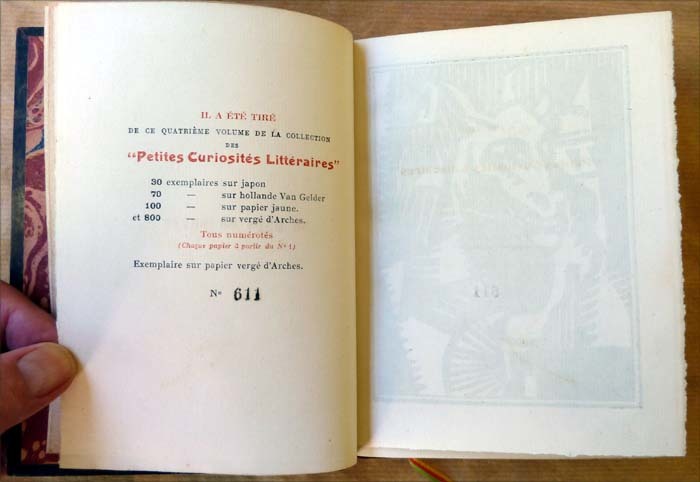 IL A ÉTÉ TIRÉ
DE CE QUATRIÈME VOLUME DE LA COLLECTION
DES
"Petites Curiosités Littéraires"
30 exemplaires sur japon
70 — sur hollande Van Gelder
100 — sur papier jaune.
et 800 — sur vergé d'Arches.
Tous numérotés
(Chaque papier à partir du No 1)
Exemplaire sur papier vergé d'Arches.
No 611